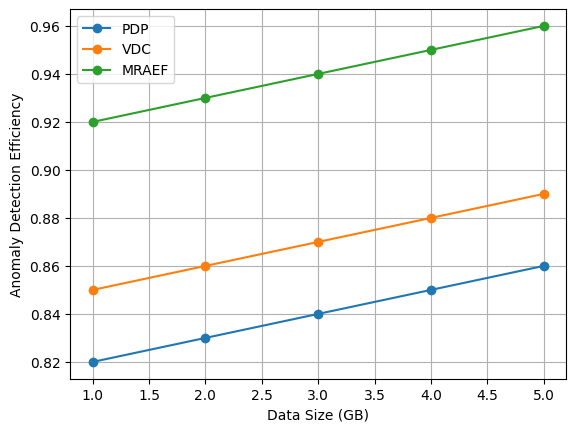 PDP
VDC
MRAEF
0.96
0.94
0.92
0.90
0.88
0.86
0.84
0.82
Anomaly Detection Efficiency
1.0 1.5 2.0 2.5 3.0 3.5 4.0 4.5 5.0
Data Size (GB)